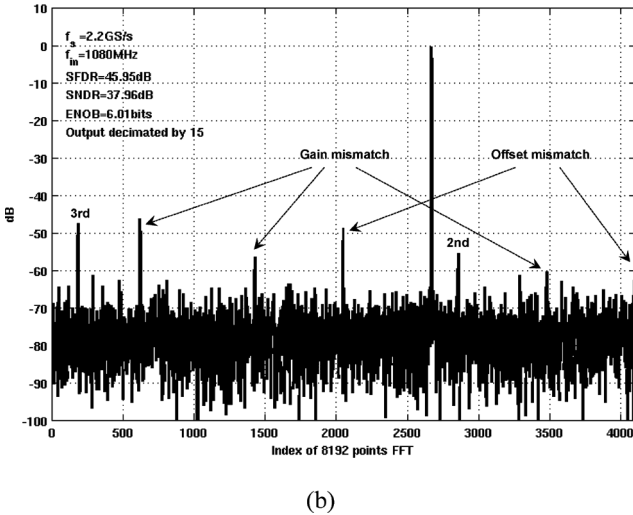 10
0
-10
-20
-30
-40
-50
-60
-70
-80
-90
-100
dB
f_s =2.2GS/s
f_in =1080MHz
SFDR=45.95dB
SNDR=37.96dB
ENOB=6.01bits
Output decimated by 15
Gain mismatch
Offset mismatch
3rd
2nd
0 500 1000 1500 2000 2500 3000 3500 4000
Index of 8192 points FFT
(b)